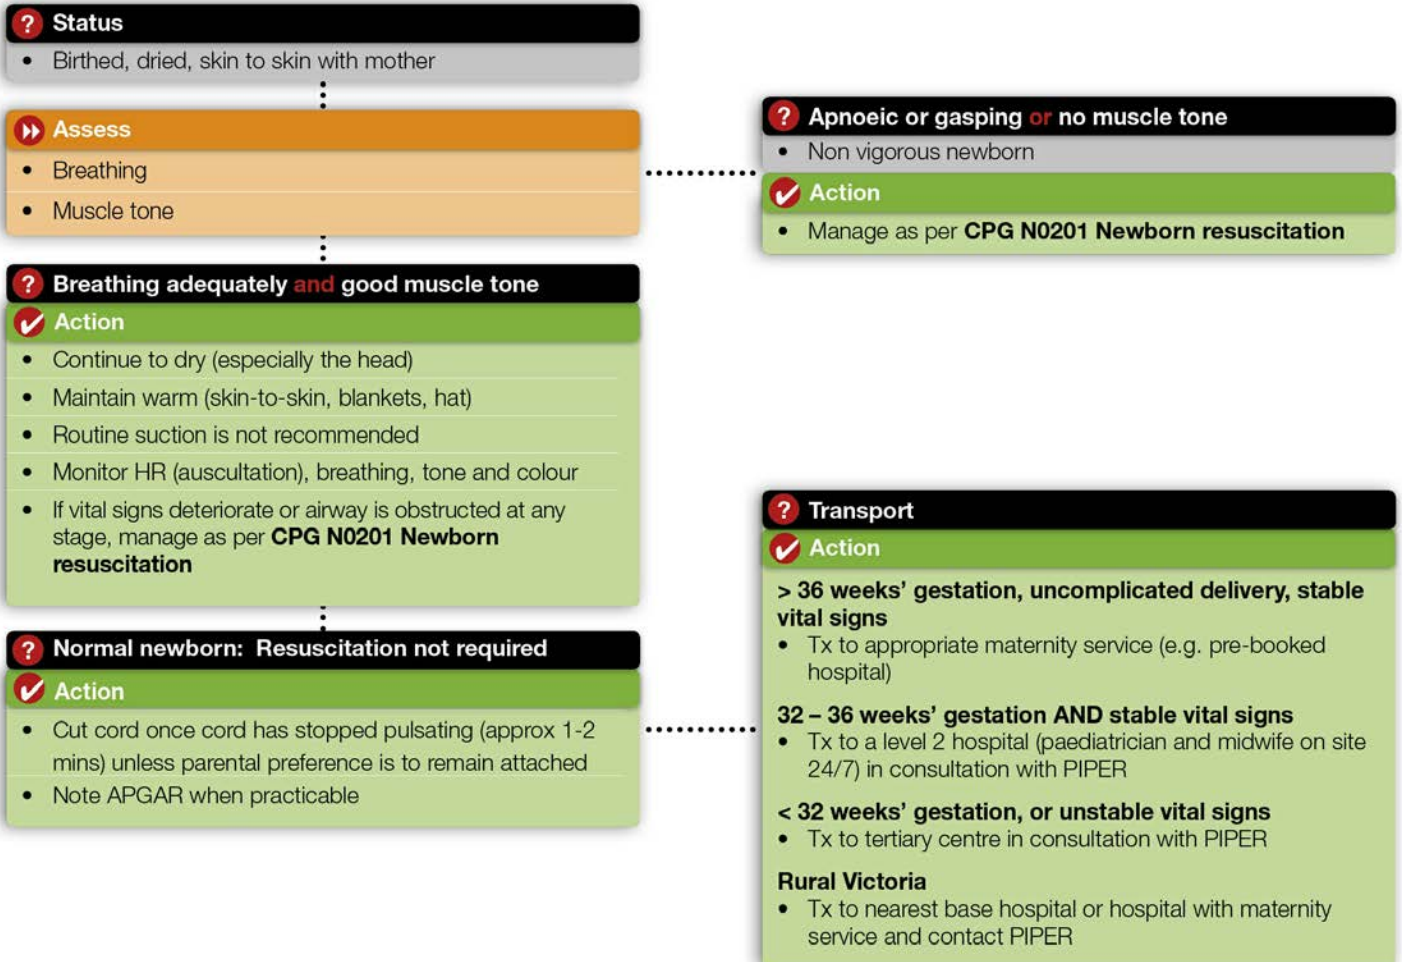 Status
• Birthed, dried, skin to skin with mother
Assess
• Breathing
• Muscle tone
Apnoeic or gasping or no muscle tone
• Non vigorous newborn
Action
• Manage as per CPG N0201 Newborn resuscitation
Breathing adequately and good muscle tone
Action
• Continue to dry (especially the head)
• Maintain warm (skin-to-skin, blankets, hat)
• Routine suction is not recommended
• Monitor HR (auscultation), breathing, tone and colour
• If vital signs deteriorate or airway is obstructed at any
stage, manage as per CPG N0201 Newborn
resuscitation
Normal newborn: Resuscitation not required
Action
• Cut cord once cord has stopped pulsating (approx 1-2
mins) unless parental preference is to remain attached
• Note APGAR when practicable
Transport
Action
> 36 weeks’ gestation, uncomplicated delivery, stable
vital signs
• Tx to appropriate maternity service (e.g. pre-booked
hospital)
32 – 36 weeks’ gestation AND stable vital signs
• Tx to a level 2 hospital (paediatrician and midwife on site
24/7) in consultation with PIPER
< 32 weeks’ gestation, or unstable vital signs
• Tx to tertiary centre in consultation with PIPER
Rural Victoria
• Tx to nearest base hospital or hospital with maternity
service and contact PIPER